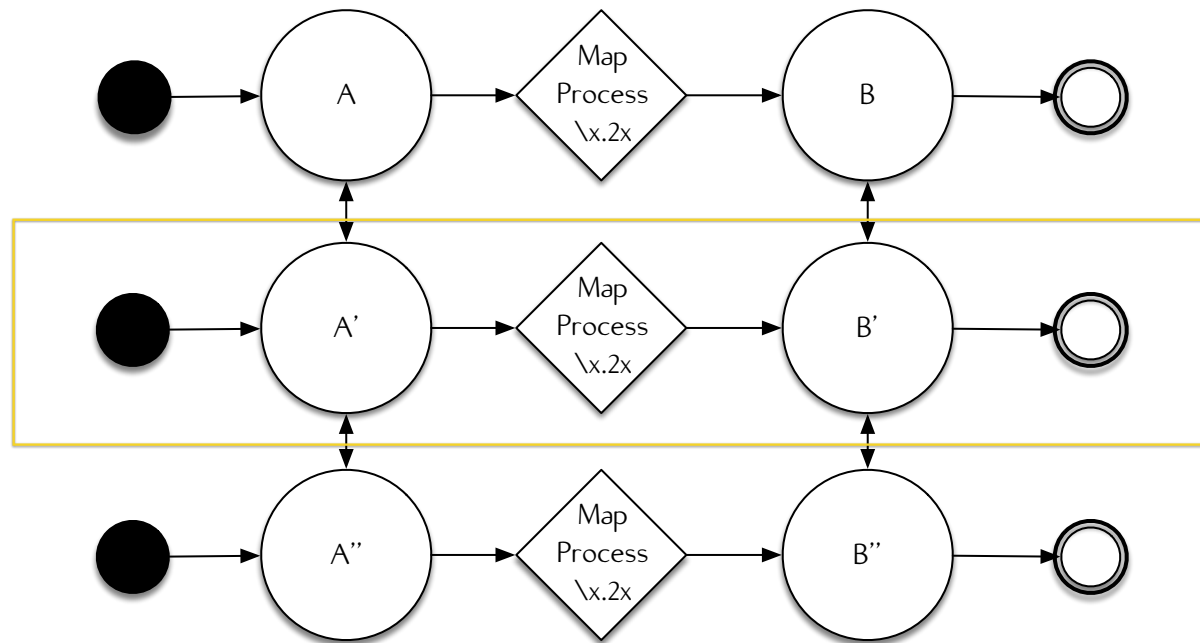 A
Map
Process
\x.2x
B
A'
Map
Process
\x.2x
B'
A''
Map
Process
\x.2x
B''